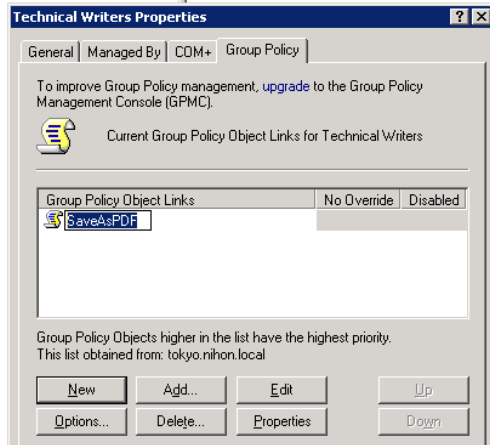 Technical Writers Properties
General Managed By COM+ Group Policy
To improve Group Policy management, upgrade to the Group Policy
Management Console (GPMC).
Current Group Policy Object Links for Technical Writers
Group Policy Object Links No Override Disabled
SaveAsPDF
Group Policy Objects higher in the list have the highest priority.
This list obtained from: tokyo.nihon.local
New Add... Edit Up
Options... Delete... Properties Down